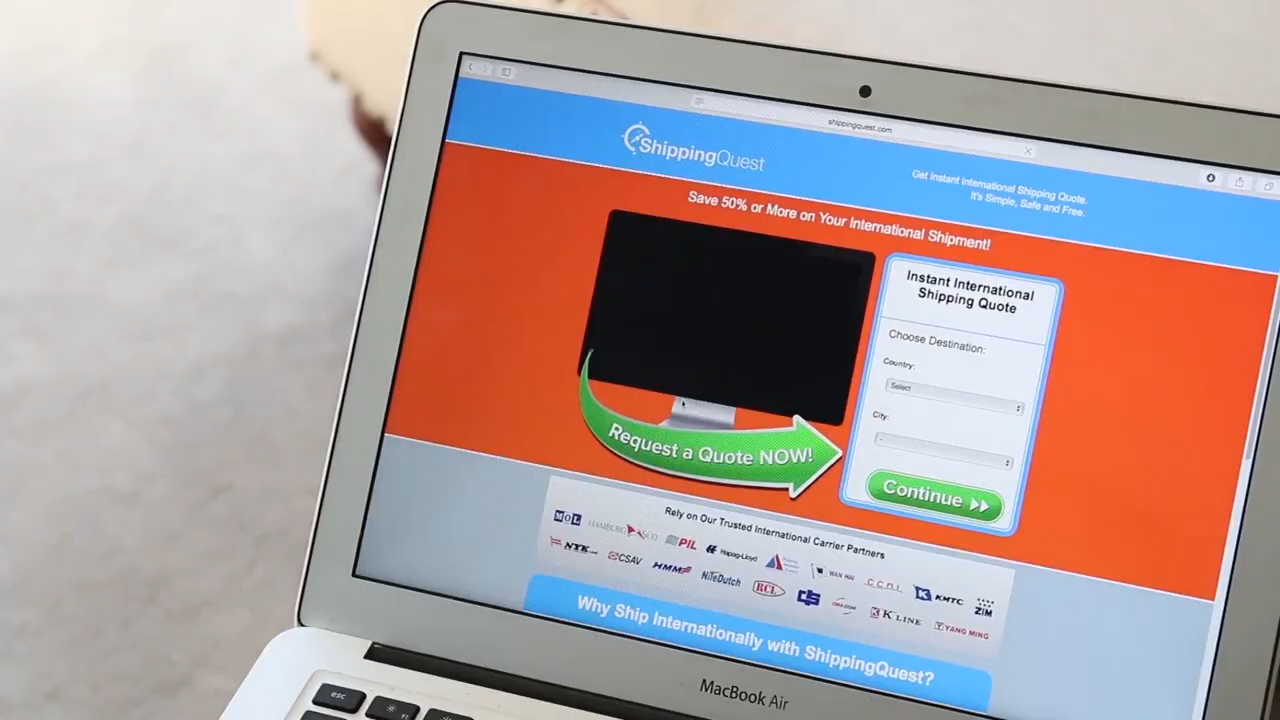 shippingquest.com
ShippingQuest
Get Instant International Shipping Quote.
It's Simple, Safe and Free.
Save 50% or More on Your International Shipment!
Instant International
Shipping Quote
Choose Destination:
Country:
Select
City:
Continue
Request a Quote NOW!
Rely on Our Trusted International Carrier Partners
MOL HAMBURG SÜD PIL Hapag-Lloyd WAN HAI CCNI KMTC ZIM
NYK CSAV HMM NileDutch RCL K LINE YANG MING
Why Ship Internationally with ShippingQuest?
MacBook Air
esc